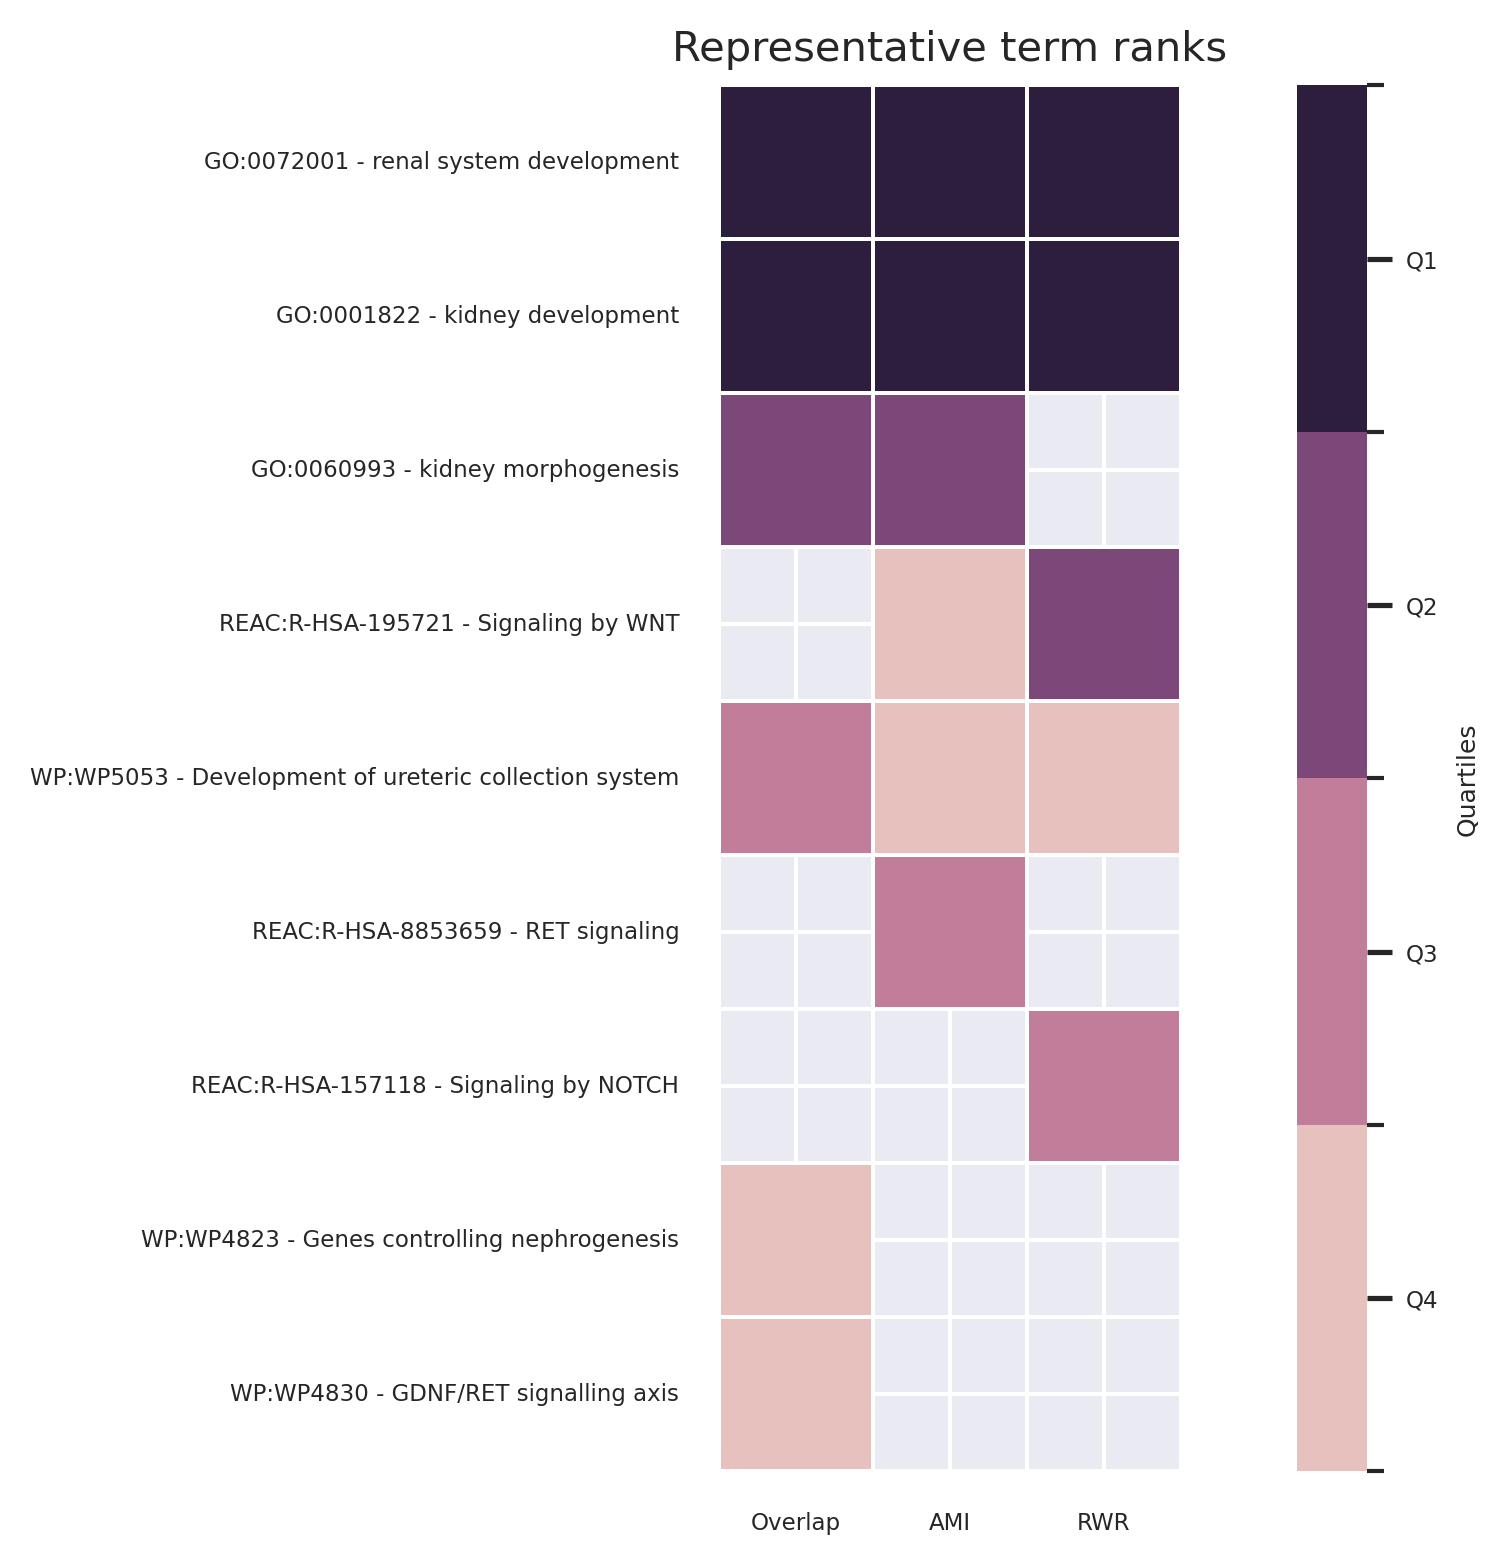 Representative term ranks
GO:0072001 - renal system development
GO:0001822 - kidney development
GO:0060993 - kidney morphogenesis
REAC:R-HSA-195721 - Signaling by WNT
WP:WP5053 - Development of ureteric collection system
REAC:R-HSA-8853659 - RET signaling
REAC:R-HSA-157118 - Signaling by NOTCH
WP:WP4823 - Genes controlling nephrogenesis
WP:WP4830 - GDNF/RET signalling axis
Overlap
AMI
RWR
Q1
Q2
Q3
Q4
Quartiles